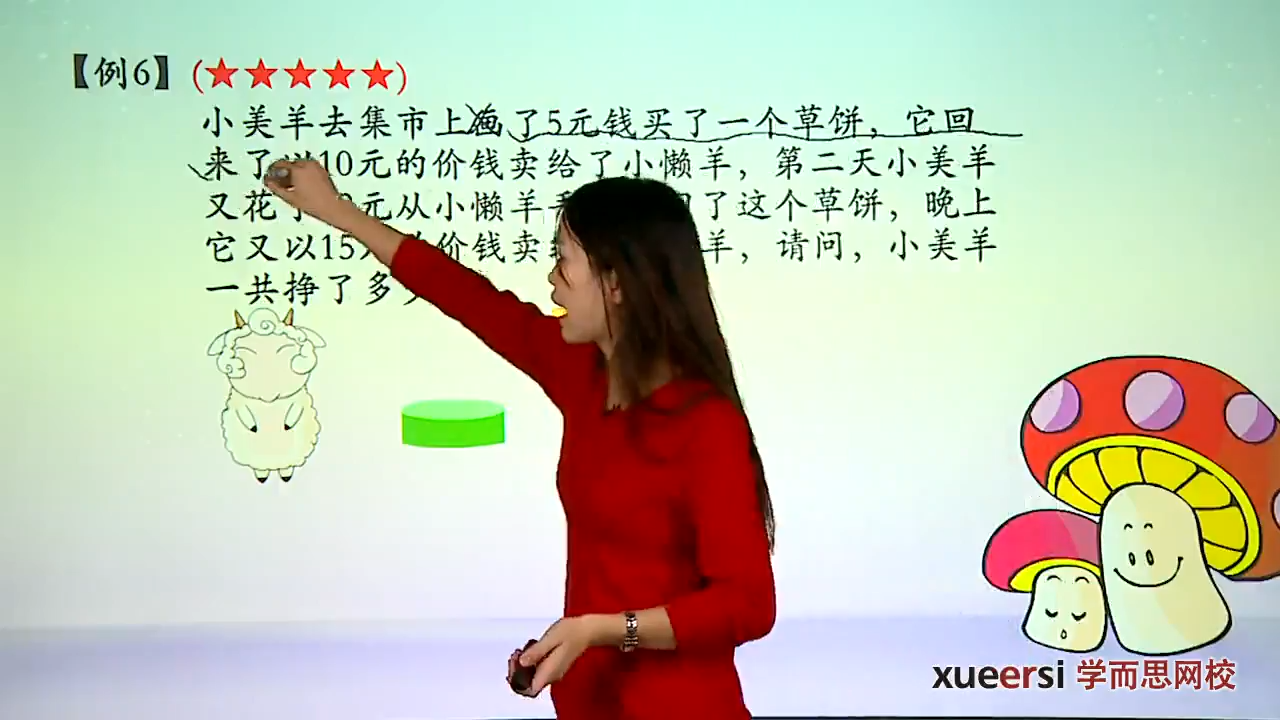 【例6】(★★★★★)
小美羊去集市上 了5元钱买了一个草饼，它回
来了 10元的价钱卖给了小懒羊，第二天小美羊
又花 元从小懒羊 了这个草饼，晚上
它又以15 价钱卖 羊，请问，小美羊
一共挣了多
xueersi 学而思网校